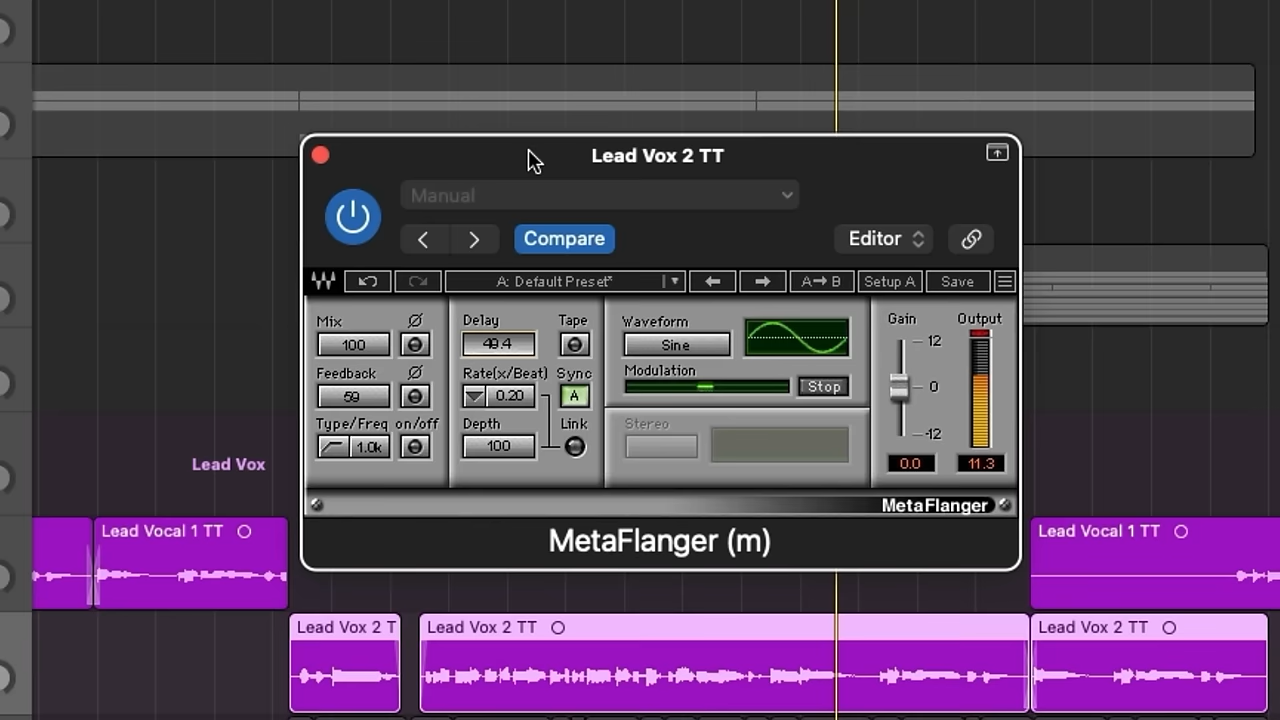 Lead Vox 2 TT
Manual
Compare
Editor
A: Default Preset*
A→B
Setup A
Save
Mix
Ø
Delay
Tape
Waveform
Gain
Output
100
49.4
Sine
12
Feedback
Ø
Rate(x/Beat)
Sync
Modulation
59
0.20
A
Stop
0
Type/Freq
on/off
Depth
Link
Stereo
1.0k
100
-12
0.0
11.3
Lead Vox
MetaFlanger
Lead Vocal 1 TT
MetaFlanger (m)
Lead Vocal 1 TT
Lead Vox 2 T
Lead Vox 2 TT
Lead Vox 2 TT